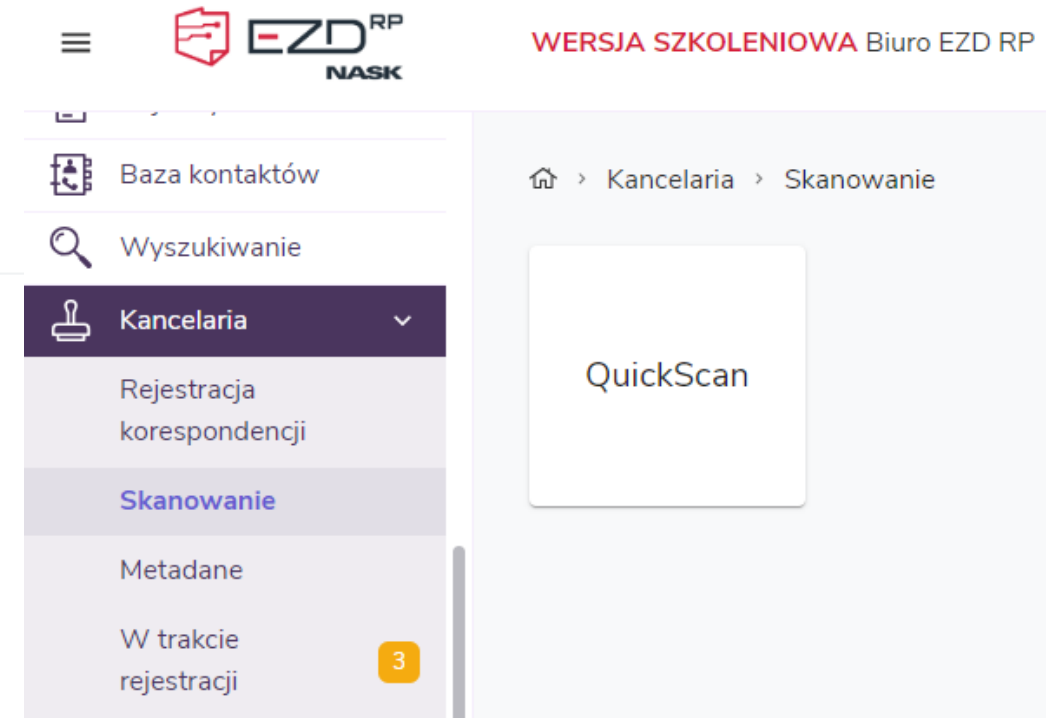 EZD RP
NASK
WERSJA SZKOLENIOWA Biuro EZD RP
Baza kontaktów
Wyszukiwanie
Kancelaria
Rejestracja
korespondencji
Skanowanie
Metadane
W trakcie
rejestracji
3
Kancelaria > Skanowanie
QuickScan